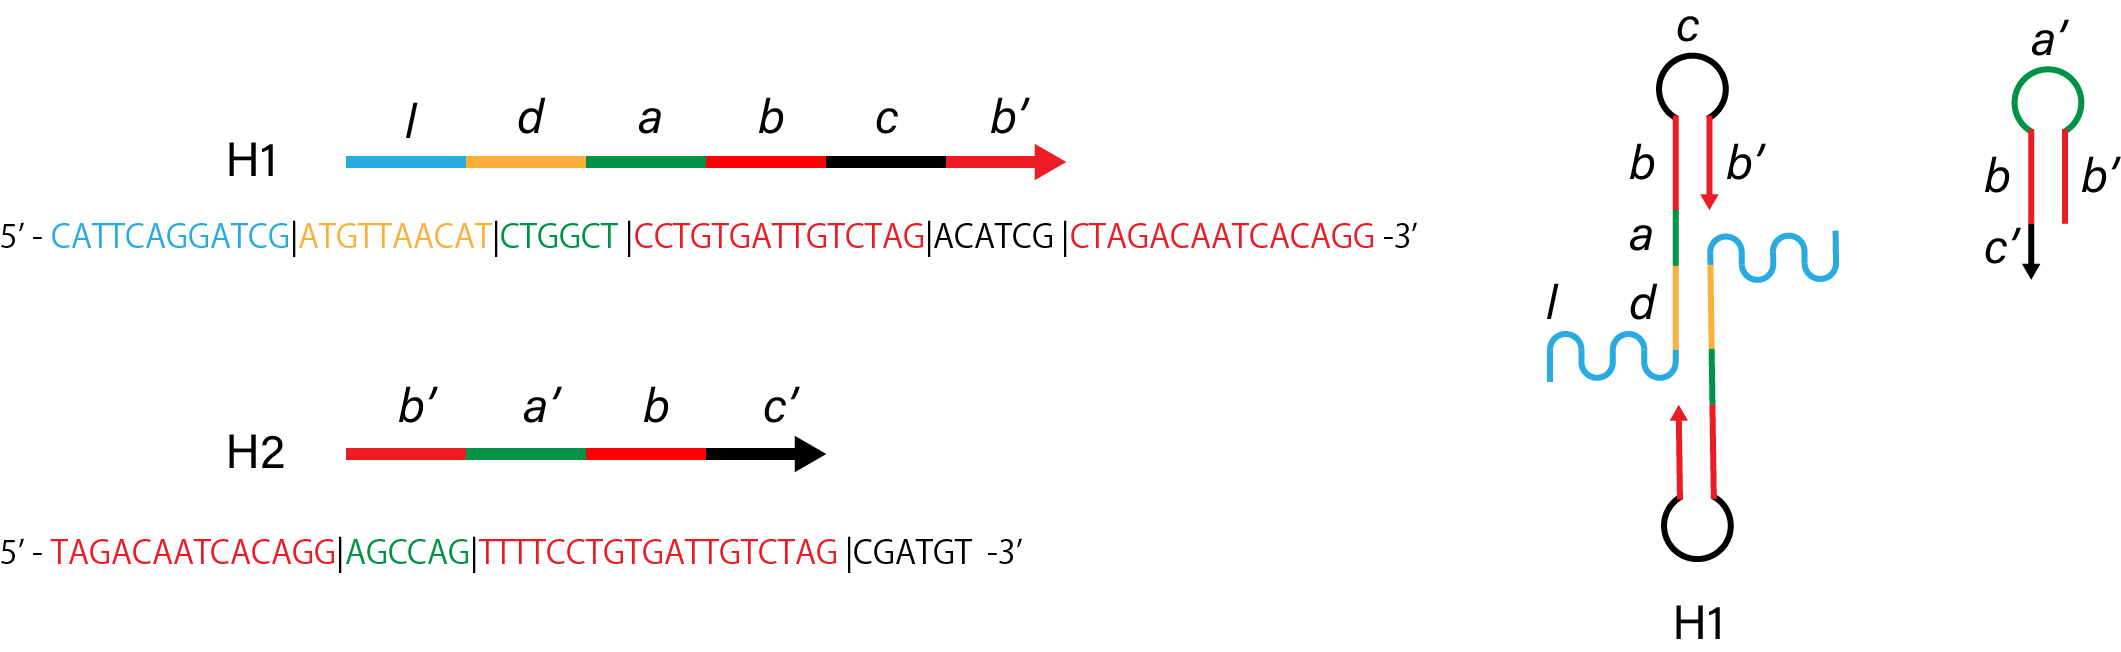 l d a b c b′
H1
5′ - CATTCAGGATCG|ATGTTAACAT|CTGGCT |CCTGTGATTGTCTAG|ACATCG |CTAGACAATCACAGG -3′
b′ a′ b c′
H2
5′ - TAGACAATCACAGG|AGCCAG|TTTTCCTGTGATTGTCTAG |CGATGT -3′
c
b b′
a
l d
H1
a′
b b′
c′